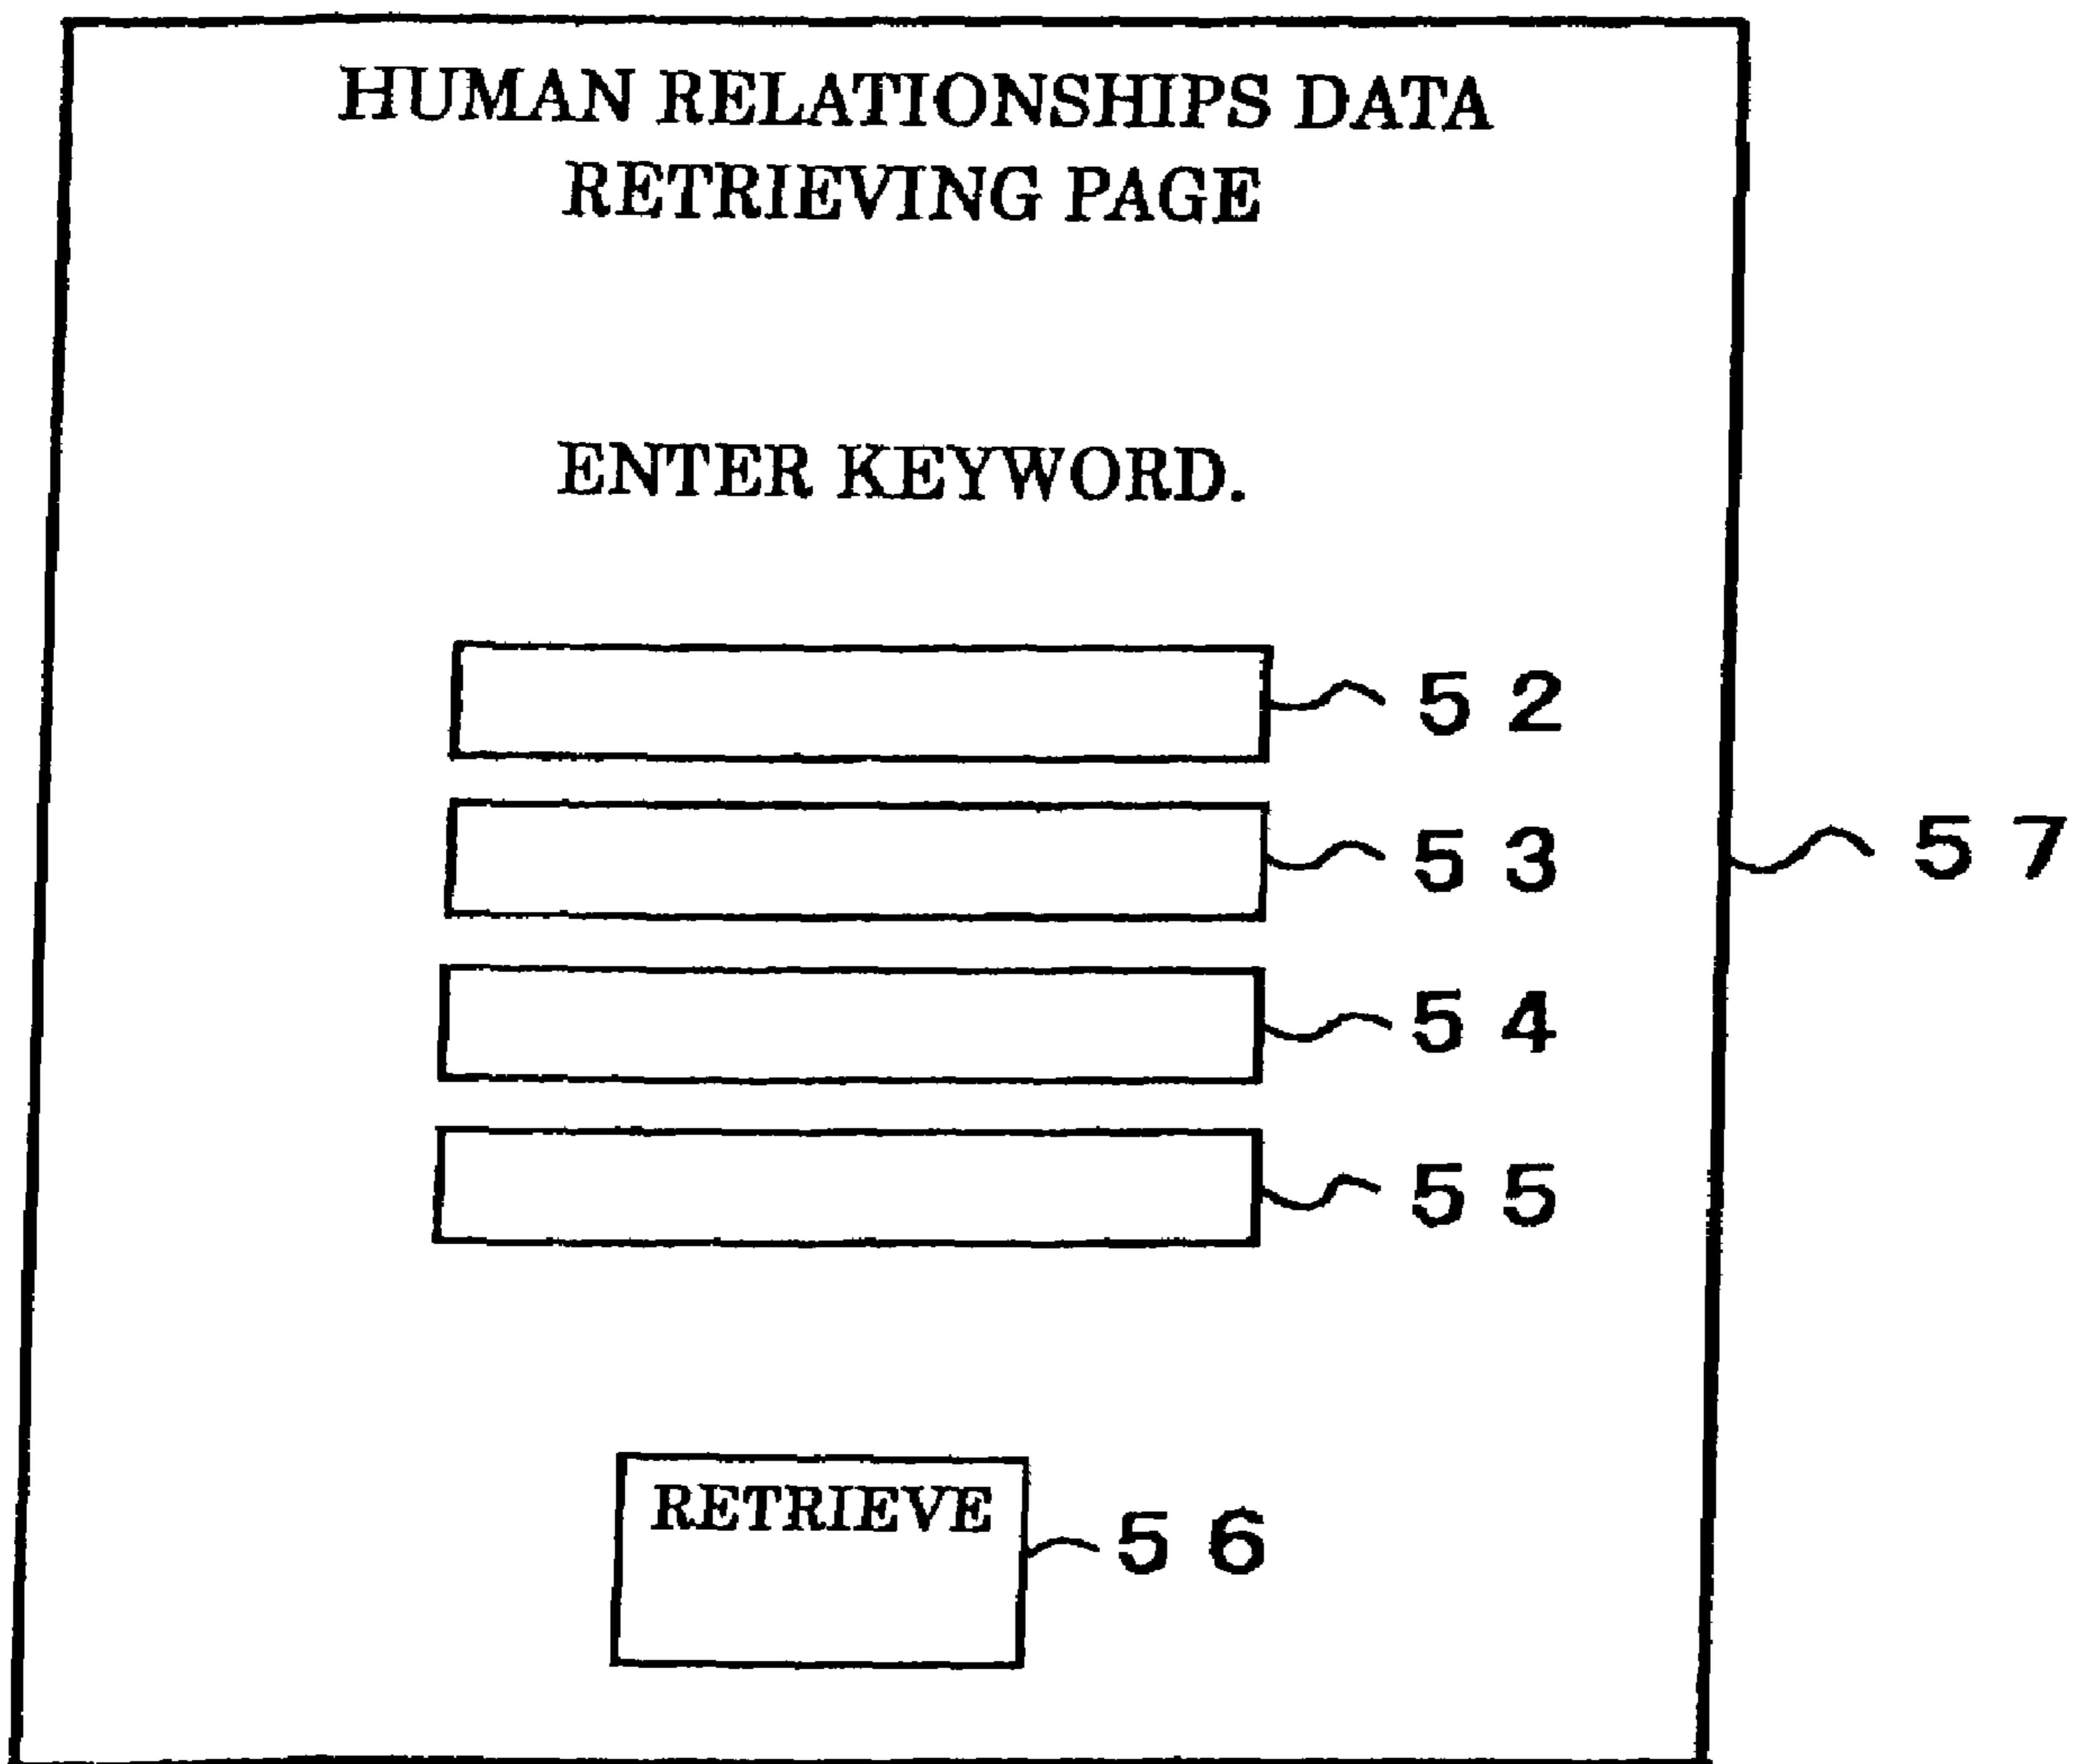 HUMAN RELATIONSHIPS DATA
RETRIEVING PAGE
ENTER KEYWORD.
52
53
57
54
55
RETRIEVE
56